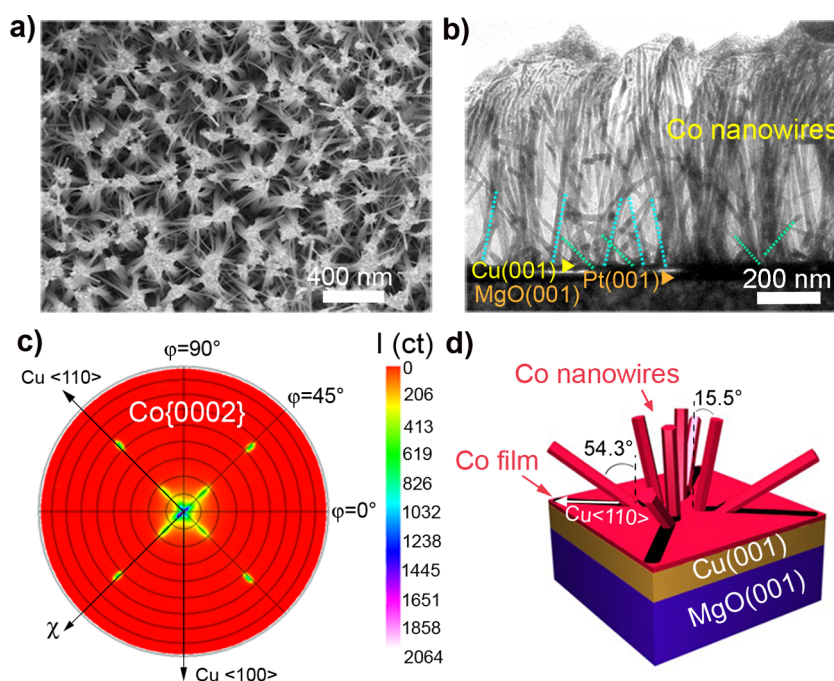 a)
400 nm
b)
Co nanowires
Cu(001)
MgO(001)
Pt(001)
200 nm
c)
φ=90°
I (ct)
Cu <110>
Co{0002}
φ=45°
φ=0°
χ
Cu <100>
0
206
413
619
826
1032
1238
1445
1651
1858
2064
d)
Co nanowires
15.5°
54.3°
Co film
Cu<110>
Cu(001)
MgO(001)